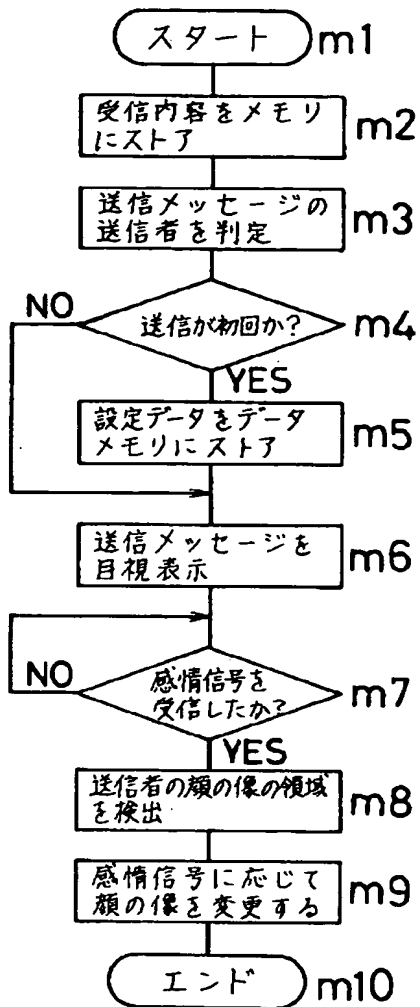 スタート m1
受信内容をメモリ
にストア m2
送信メッセージの
送信者を判定 m3
NO
送信が初回か? m4
YES
設定データをデータ
メモリにストア m5
送信メッセージを
目視表示 m6
NO
感情信号を
受信したか? m7
YES
送信者の顔の像の領域
を検出 m8
感情信号に応じて
顔の像を変更する m9
エンド m10